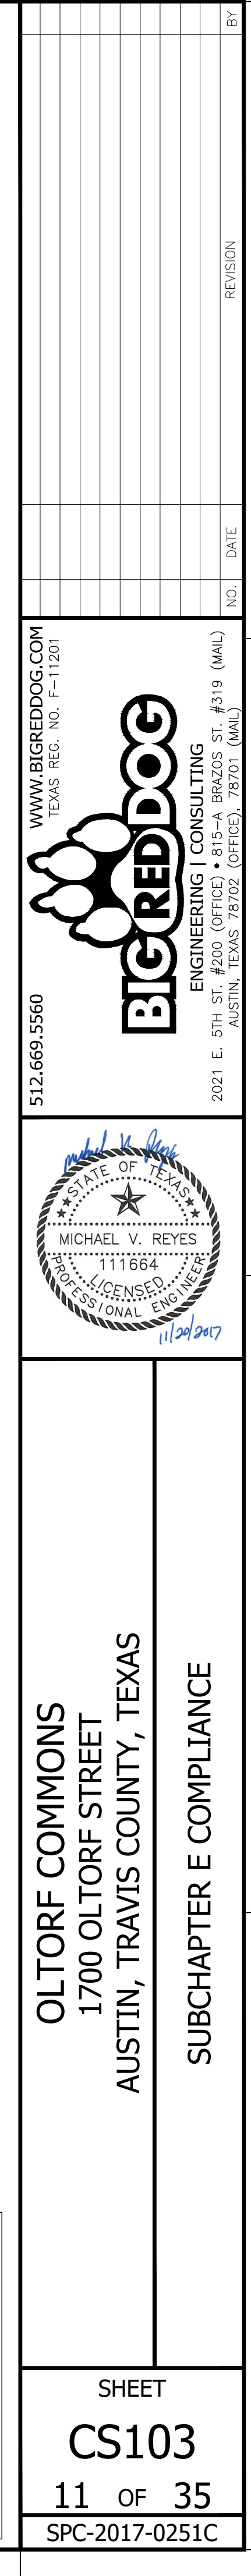 NO. DATE REVISION BY
WWW.BIGREDDOG.COM
TEXAS REG. NO. F-11201
512.669.5560
BIG RED DOG
ENGINEERING | CONSULTING
2021 E. 5TH ST. #200 (OFFICE) • 815-A BRAZOS ST. #319 (MAIL)
AUSTIN, TEXAS 78702 (OFFICE), 78701 (MAIL)
STATE OF TEXAS
MICHAEL V. REYES
111664
LICENSED
PROFESSIONAL ENGINEER
11/20/2017
OLTORF COMMONS
1700 OLTORF STREET
AUSTIN, TRAVIS COUNTY, TEXAS
SUBCHAPTER E COMPLIANCE
SHEET
CS103
11 OF 35
SPC-2017-0251C